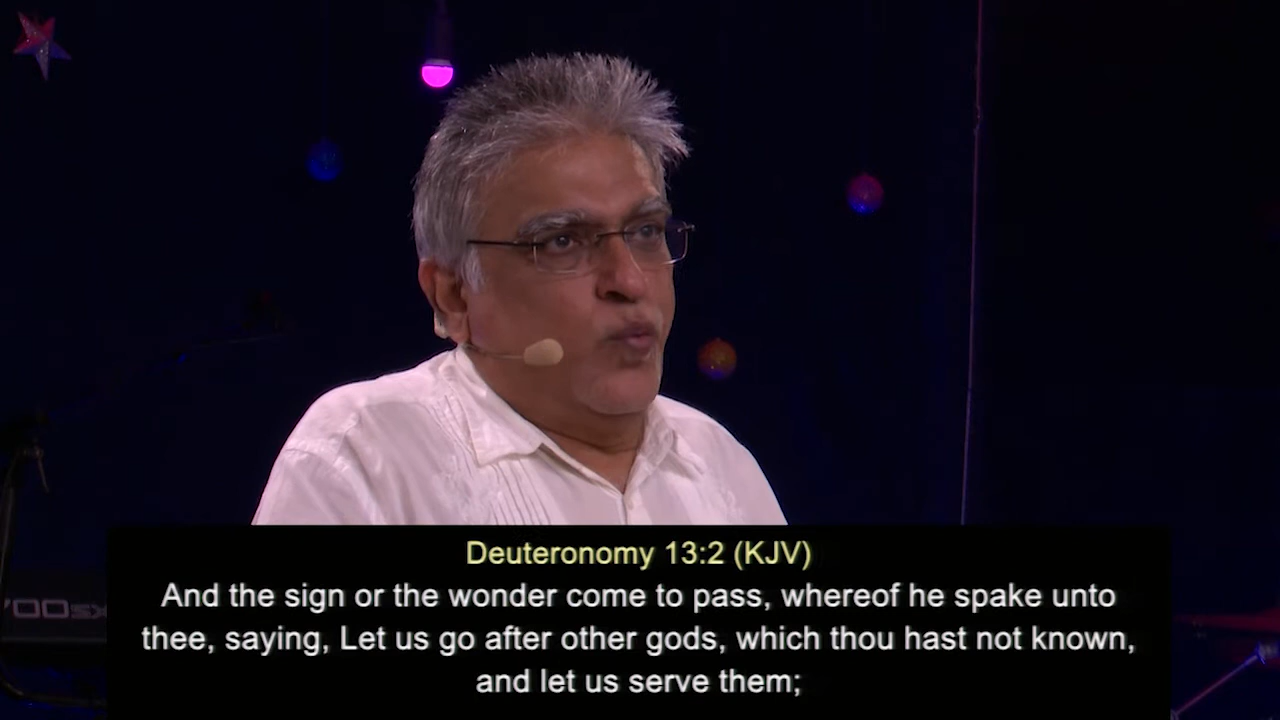 Deuteronomy 13:2 (KJV)
And the sign or the wonder come to pass, whereof he spake unto
thee, saying, Let us go after other gods, which thou hast not known,
and let us serve them;
700sx